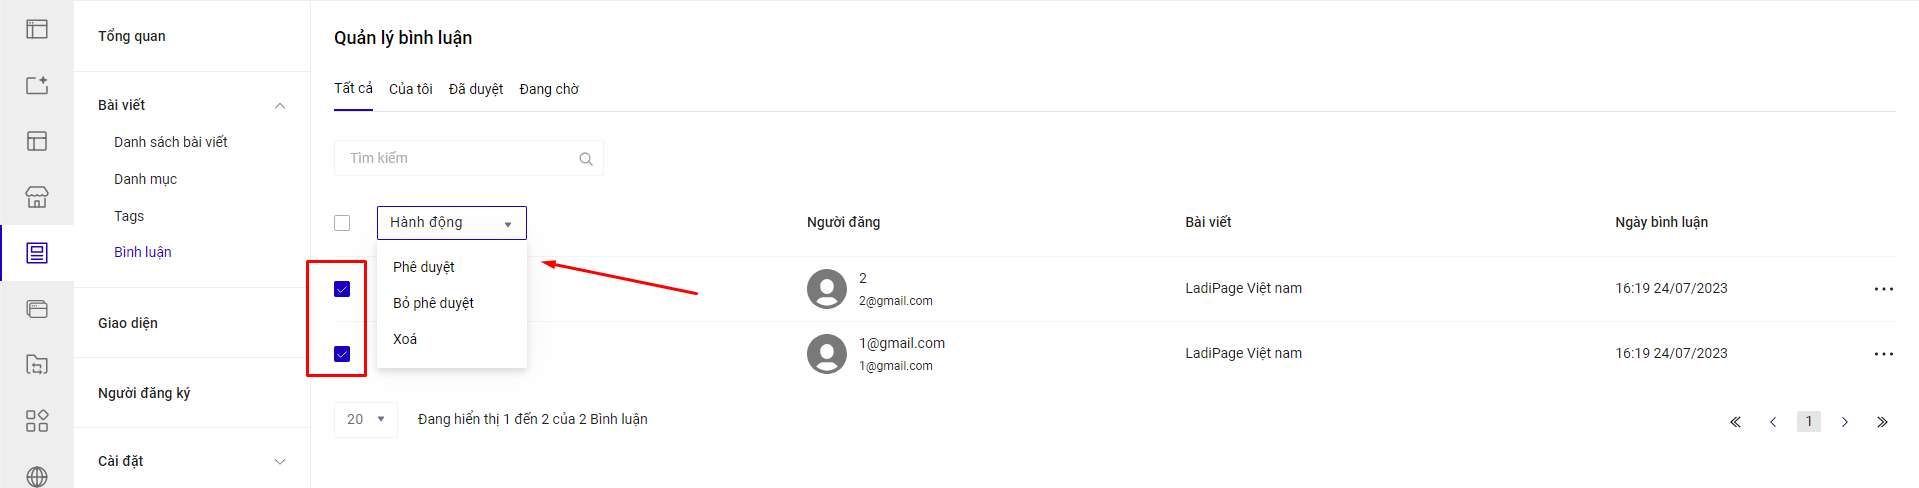 Tổng quan
Bài viết
Danh sách bài viết
Danh mục
Tags
Bình luận
Giao diện
Người đăng ký
Cài đặt
Quản lý bình luận
Tất cả Của tôi Đã duyệt Đang chờ
Tìm kiếm
Hành động Người đăng Bài viết Ngày bình luận
Phê duyệt
Bỏ phê duyệt
Xoá
2
2@gmail.com
LadiPage Việt nam 16:19 24/07/2023
1@gmail.com
1@gmail.com
LadiPage Việt nam 16:19 24/07/2023
20 Đang hiển thị 1 đến 2 của 2 Bình luận 1